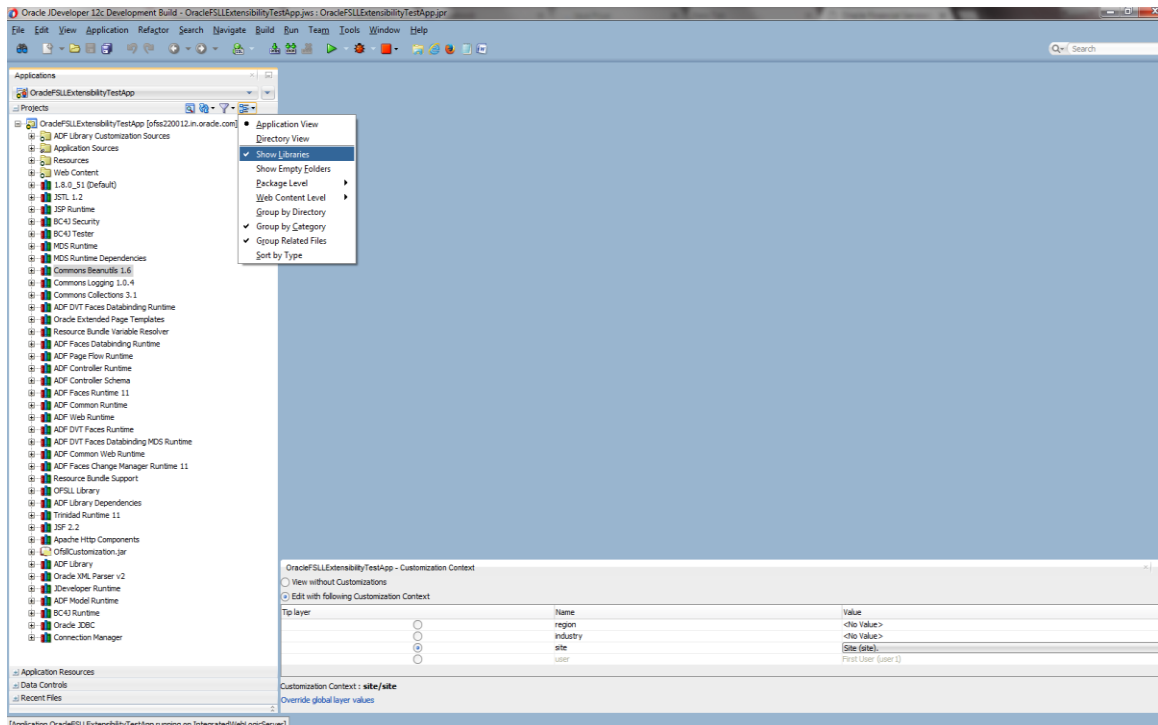 Oracle JDeveloper 12c Development Build - OracleFSLLExtensibilityTestApp.jws : OracleFSLLExtensibilityTestApp.jpr
File Edit View Application Refactor Search Navigate Build Run Team Tools Window Help
Search
Applications
OracleFSLLExtensibilityTestApp
Projects
OracleFSLLExtensibilityTestApp [ofss220012.in.oracle.com]
ADF Library Customization Sources
Application Sources
Resources
Web Content
1.8.0_51 (Default)
JSTL 1.2
JSP Runtime
BC4J Security
BC4J Tester
MDS Runtime
MDS Runtime Dependencies
Commons Beanutils 1.6
Commons Logging 1.0.4
Commons Collections 3.1
ADF DVT Faces Databinding Runtime
Oracle Extended Page Templates
Resource Bundle Variable Resolver
ADF Faces Databinding Runtime
ADF Page Flow Runtime
ADF Controller Runtime
ADF Controller Schema
ADF Faces Runtime 11
ADF Common Runtime
ADF Web Runtime
ADF DVT Faces Runtime
ADF DVT Faces Databinding MDS Runtime
ADF Common Web Runtime
ADF Faces Change Manager Runtime 11
Resource Bundle Support
OFSLL Library
ADF Library Dependencies
Trinidad Runtime 11
JSF 2.2
Apache Http Components
OfsllCustomization.jar
ADF Library
Oracle XML Parser v2
JDeveloper Runtime
ADF Model Runtime
BC4J Runtime
Oracle JDBC
Connection Manager
Application View
Directory View
Show Libraries
Show Empty Folders
Package Level
Web Content Level
Group by Directory
Group by Category
Group Related Files
Sort by Type
Application Resources
Data Controls
Recent Files
OracleFSLLExtensibilityTestApp - Customization Context
View without Customizations
Edit with following Customization Context
Tip layer Name Value
region <No Value>
industry <No Value>
site Site (site).
user First User (user1)
Customization Context : site/site
Override global layer values
[Application OracleFSLLExtensibilityTestApp running on IntegratedWebLogicServer]